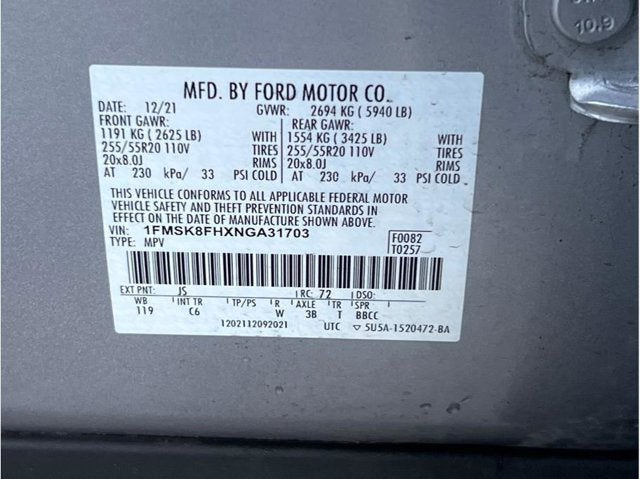 10.9
MFD. BY FORD MOTOR CO.
DATE: 12/21 GVWR: 2694 KG ( 5940 LB)
FRONT GAWR: REAR GAWR:
1191 KG ( 2625 LB) WITH 1554 KG ( 3425 LB) WITH
255/55R20 110V TIRES 255/55R20 110V TIRES
20x8.0J RIMS 20x8.0J RIMS
AT 230 kPa/ 33 PSI COLD AT 230 kPa/ 33 PSI COLD
THIS VEHICLE CONFORMS TO ALL APPLICABLE FEDERAL MOTOR
VEHICLE SAFETY AND THEFT PREVENTION STANDARDS IN
EFFECT ON THE DATE OF MANUFACTURE SHOWN ABOVE.
VIN: 1FMSK8FHXNGA31703 F0082
TYPE: MPV T0257
EXT PNT: JS RC: 72
WB INT TR TP/PS R AXLE TR SPR
119 C6 W 3B T BBCC
1202112092021 UTC ▽ 5U5A-1520472-BA